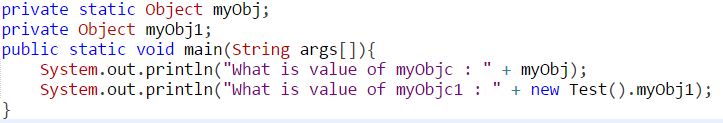 private static Object myObj;
private Object myObj1;
public static void main(String args[]){
    System.out.println("What is value of myObjc : " + myObj);
    System.out.println("What is value of myObjc1 : " + new Test().myObj1);
}